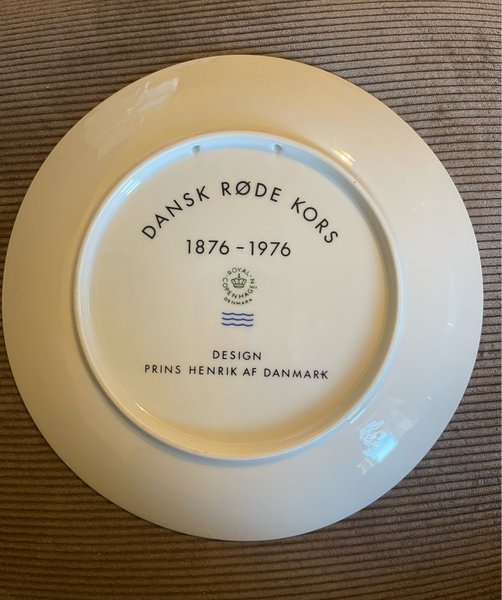 DANSK RØDE KORS
1876-1976
ROYAL
COPENHAGEN
DENMARK
DESIGN
PRINS HENRIK AF DANMARK